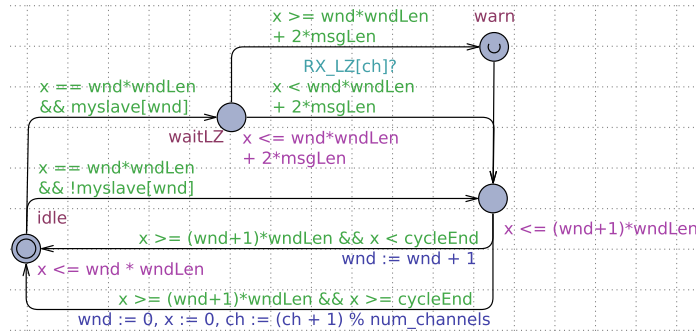 x >= wnd*wndLen
+ 2*msgLen
warn
RX_LZ[ch]?
x == wnd*wndLen
&& myslave[wnd]
x < wnd*wndLen
+ 2*msgLen
waitLZ
x <= wnd*wndLen
+ 2*msgLen
x == wnd*wndLen
&& !myslave[wnd]
idle
x <= (wnd+1)*wndLen
x >= (wnd+1)*wndLen && x < cycleEnd
wnd := wnd + 1
x <= wnd * wndLen
x >= (wnd+1)*wndLen && x >= cycleEnd
wnd := 0, x := 0, ch := (ch + 1) % num_channels